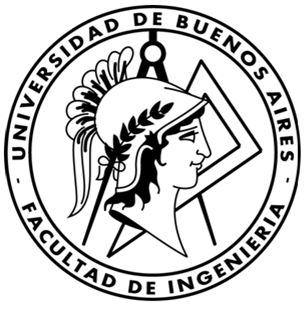 - UNIVERSIDAD DE BUENOS AIRES -
FACULTAD DE INGENIERIA